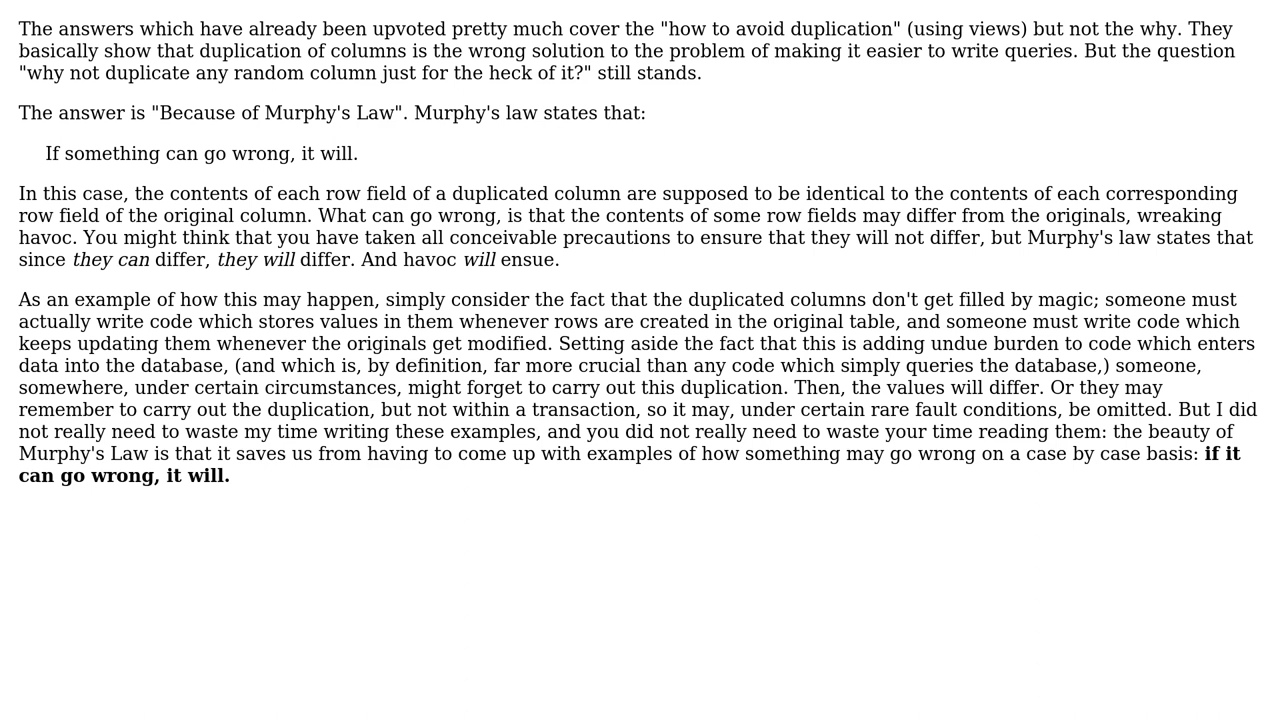 The answers which have already been upvoted pretty much cover the "how to avoid duplication" (using views) but not the why. They
basically show that duplication of columns is the wrong solution to the problem of making it easier to write queries. But the question
"why not duplicate any random column just for the heck of it?" still stands.
The answer is "Because of Murphy's Law". Murphy's law states that:
If something can go wrong, it will.
In this case, the contents of each row field of a duplicated column are supposed to be identical to the contents of each corresponding
row field of the original column. What can go wrong, is that the contents of some row fields may differ from the originals, wreaking
havoc. You might think that you have taken all conceivable precautions to ensure that they will not differ, but Murphy's law states that
since they can differ, they will differ. And havoc will ensue.
As an example of how this may happen, simply consider the fact that the duplicated columns don't get filled by magic; someone must
actually write code which stores values in them whenever rows are created in the original table, and someone must write code which
keeps updating them whenever the originals get modified. Setting aside the fact that this is adding undue burden to code which enters
data into the database, (and which is, by definition, far more crucial than any code which simply queries the database,) someone,
somewhere, under certain circumstances, might forget to carry out this duplication. Then, the values will differ. Or they may
remember to carry out the duplication, but not within a transaction, so it may, under certain rare fault conditions, be omitted. But I did
not really need to waste my time writing these examples, and you did not really need to waste your time reading them: the beauty of
Murphy's Law is that it saves us from having to come up with examples of how something may go wrong on a case by case basis: if it
can go wrong, it will.